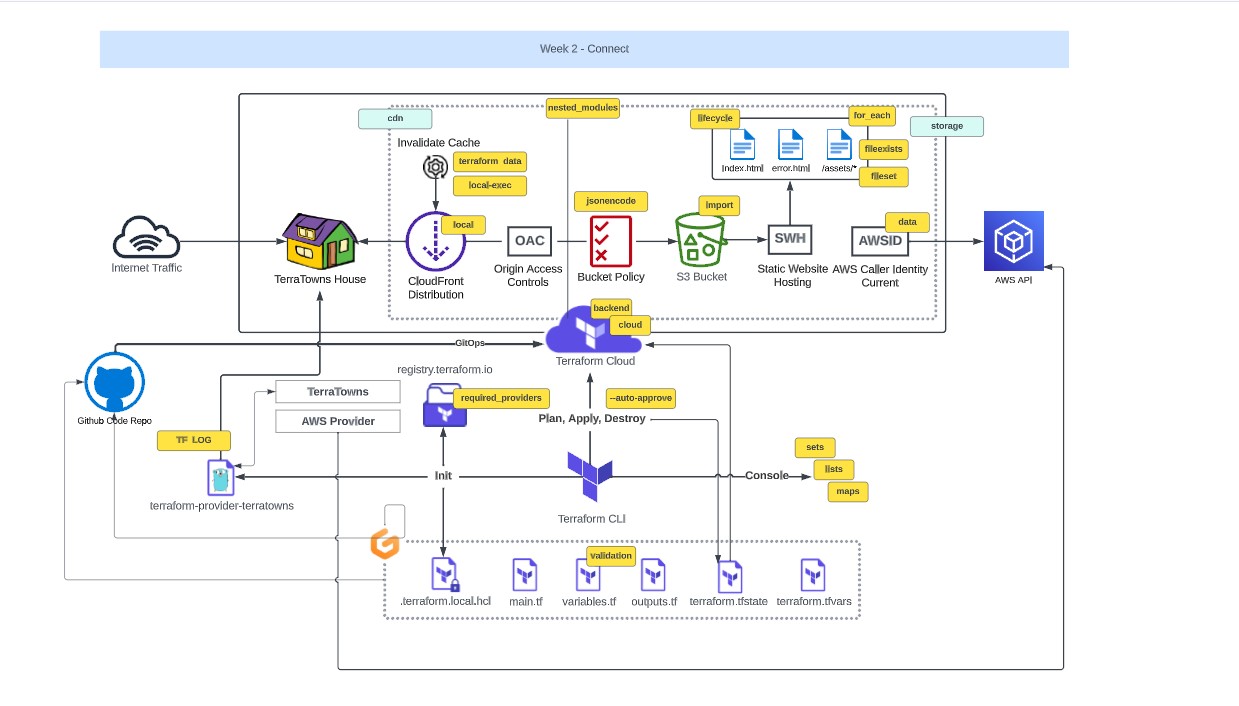 Week 2 - Connect
nested_modules
cdn
lifecycle
for_each
storage
Invalidate Cache
terraform data
local-exec
Index.html
error.html
/assets/*
fileexists
fileset
jsonencode
Import
local
data
OAC
SWH
AWSID
Internet Traffic
TerraTowns House
CloudFront
Distribution
Origin Access
Controls
Bucket Policy
S3 Bucket
Static Website
Hosting
AWS Caller Identity
Current
AWS API
backend
cloud
GitOps
Terraform Cloud
registry.terraform.io
TerraTowns
AWS Provider
required_providers
--auto-approve
Github Code Repo
Plan, Apply, Destroy
TF LOG
sets
lists
maps
Init
Console
terraform-provider-terratowns
Terraform CLI
validation
.terraform.local.hcl
main.tf
variables.tf
outputs.tf
terraform.tfstate
terraform.tfvars